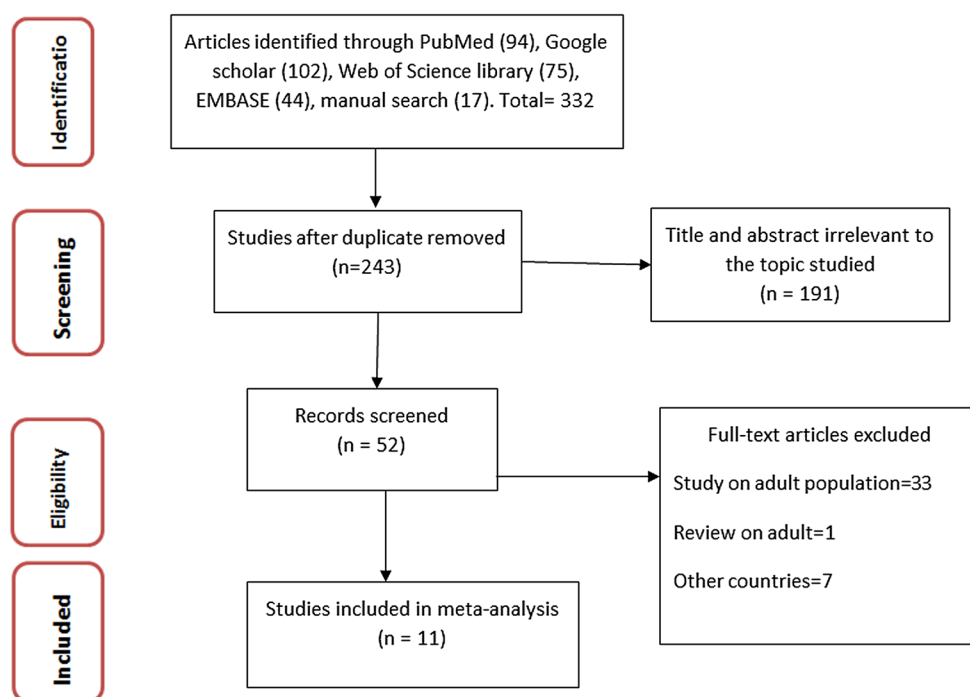 Identificatio
Articles identified through PubMed (94), Google
scholar (102), Web of Science library (75),
EMBASE (44), manual search (17). Total= 332
Screening
Studies after duplicate removed
(n=243)
Title and abstract irrelevant to
the topic studied
(n = 191)
Eligibility
Records screened
(n = 52)
Full-text articles excluded
Study on adult population=33
Review on adult=1
Other countries=7
Included
Studies included in meta-analysis
(n = 11)